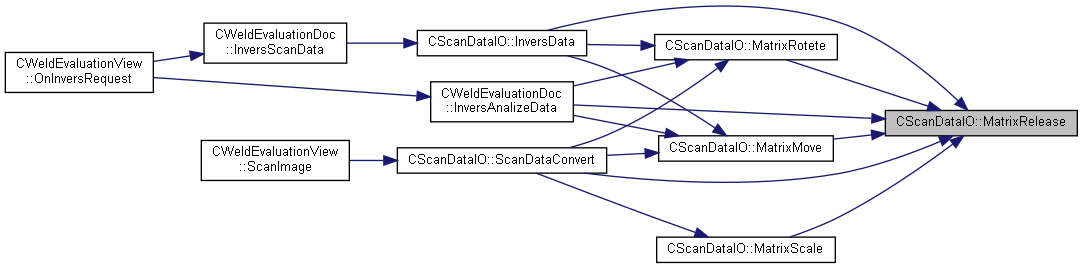 CWeldEvaluationDoc
::InversScanData
CScanDataIO::InversData
CScanDataIO::MatrixRotete
CWeldEvaluationView
::OnInversRequest
CWeldEvaluationDoc
::InversAnalizeData
CScanDataIO::MatrixRelease
CWeldEvaluationView
::ScanImage
CScanDataIO::ScanDataConvert
CScanDataIO::MatrixMove
CScanDataIO::MatrixScale